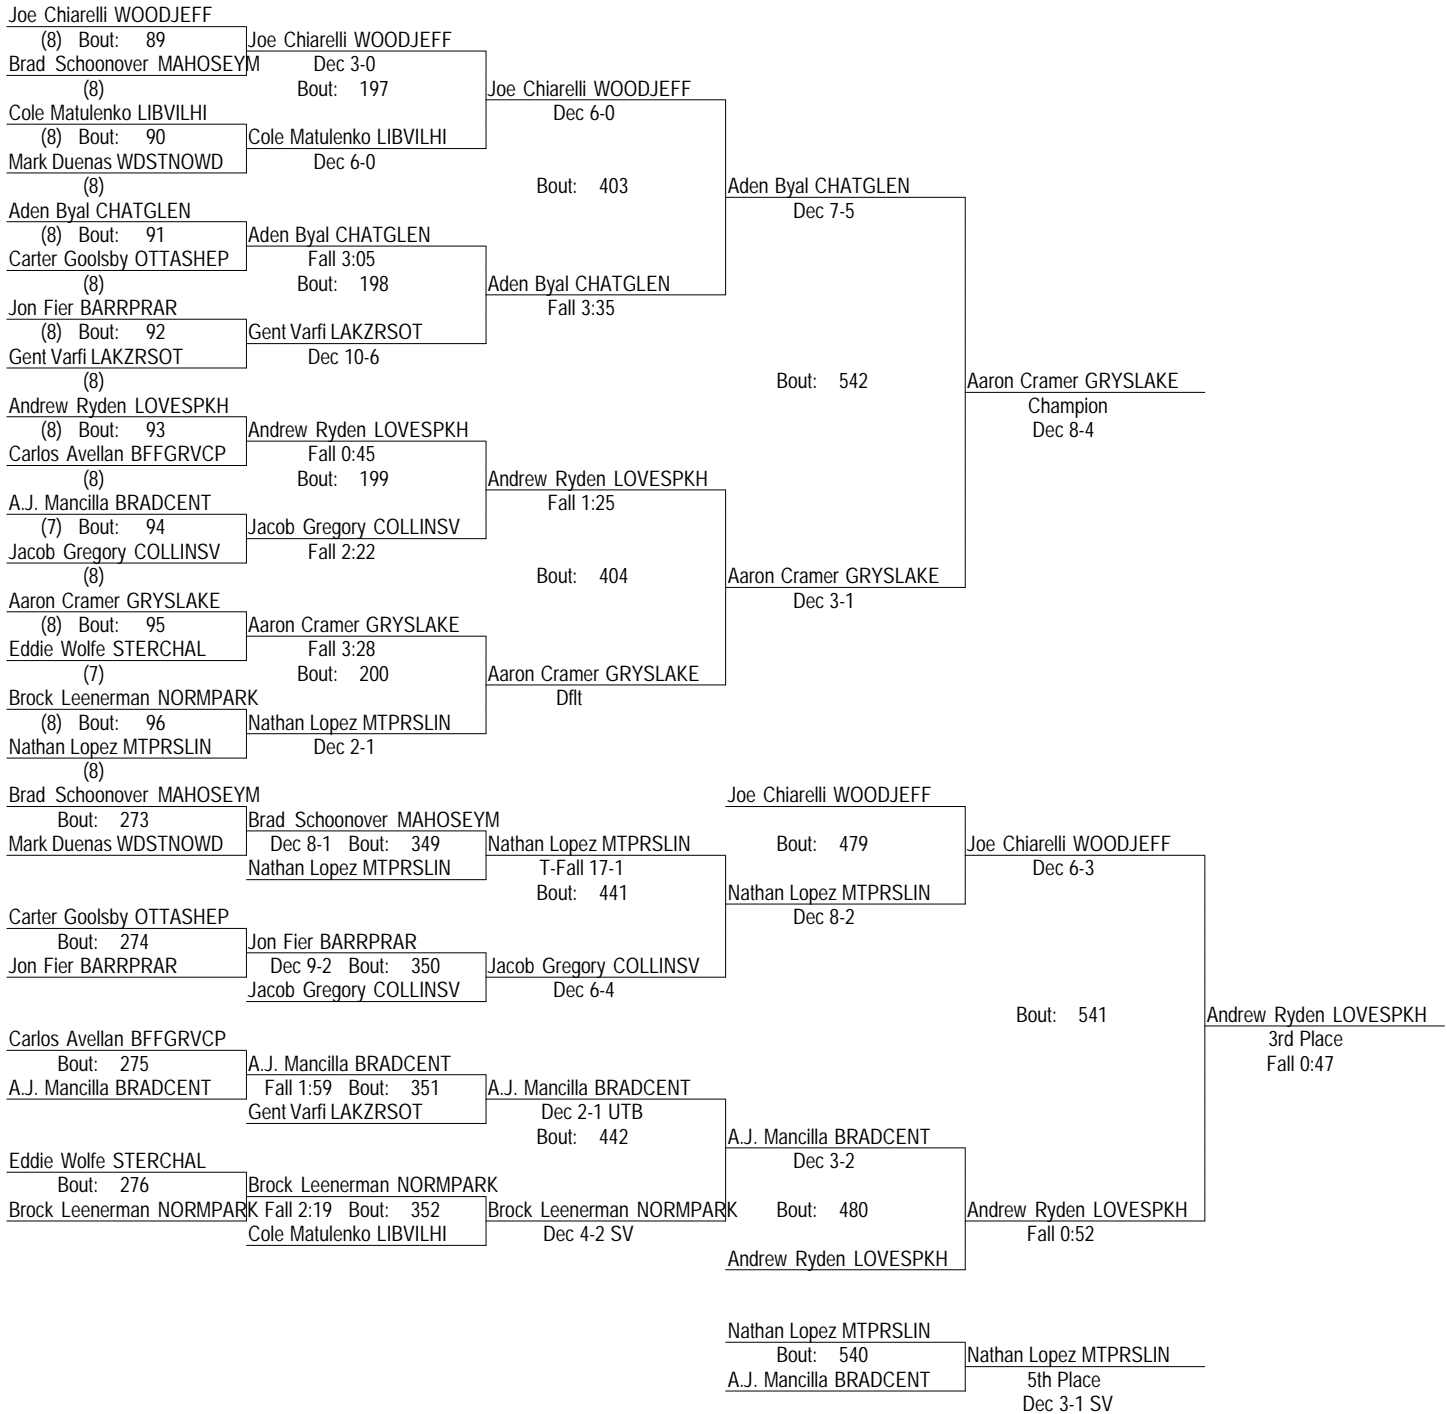 Joe Chiarelli WOODJEFF
(8) Bout: 89 Joe Chiarelli WOODJEFF
Brad Schoonover MAHOSEYM Dec 3-0
(8) Bout: 197 Joe Chiarelli WOODJEFF
Cole Matulenko LIBVILHI Dec 6-0
(8) Bout: 90 Cole Matulenko LIBVILHI
Mark Duenas WDSTNOWD Dec 6-0
(8) Bout: 403 Aden Byal CHATGLEN
Aden Byal CHATGLEN Dec 7-5
(8) Bout: 91 Aden Byal CHATGLEN
Carter Goolsby OTTASHEP Fall 3:05
(8) Bout: 198 Aden Byal CHATGLEN
Jon Fier BARRPRAR Fall 3:35
(8) Bout: 92 Gent Varfi LAKZRSOT
Gent Varfi LAKZRSOT Dec 10-6
(8) Bout: 542 Aaron Cramer GRYSLAKE
Andrew Ryden LOVESPKH Champion
(8) Bout: 93 Andrew Ryden LOVESPKH Dec 8-4
Carlos Avellan BFFGRVCP Fall 0:45
(8) Bout: 199 Andrew Ryden LOVESPKH
A.J. Mancilla BRADCENT Fall 1:25
(7) Bout: 94 Jacob Gregory COLLINSV
Jacob Gregory COLLINSV Fall 2:22
(8) Bout: 404 Aaron Cramer GRYSLAKE
Aaron Cramer GRYSLAKE Dec 3-1
(8) Bout: 95 Aaron Cramer GRYSLAKE
Eddie Wolfe STERCHAL Fall 3:28
(7) Bout: 200 Aaron Cramer GRYSLAKE
Brock Leenerman NORMPARK Dflt
(8) Bout: 96 Nathan Lopez MTPRSLIN
Nathan Lopez MTPRSLIN Dec 2-1
(8)
Brad Schoonover MAHOSEYM Joe Chiarelli WOODJEFF
Bout: 273 Brad Schoonover MAHOSEYM
Mark Duenas WDSTNOWD Dec 8-1 Bout: 349 Nathan Lopez MTPRSLIN Bout: 479 Joe Chiarelli WOODJEFF
Nathan Lopez MTPRSLIN T-Fall 17-1 Dec 6-3
Bout: 441 Nathan Lopez MTPRSLIN
Carter Goolsby OTTASHEP Dec 8-2
Bout: 274 Jon Fier BARRPRAR
Jon Fier BARRPRAR Dec 9-2 Bout: 350 Jacob Gregory COLLINSV
Jacob Gregory COLLINSV Dec 6-4
Bout: 541 Andrew Ryden LOVESPKH
Carlos Avellan BFFGRVCP 3rd Place
Bout: 275 A.J. Mancilla BRADCENT Fall 0:47
A.J. Mancilla BRADCENT Fall 1:59 Bout: 351 A.J. Mancilla BRADCENT
Gent Varfi LAKZRSOT Dec 2-1 UTB
Bout: 442 A.J. Mancilla BRADCENT
Eddie Wolfe STERCHAL Dec 3-2
Bout: 276 Brock Leenerman NORMPARK
Brock Leenerman NORMPARK Fall 2:19 Bout: 352 Brock Leenerman NORMPARK Bout: 480 Andrew Ryden LOVESPKH
Cole Matulenko LIBVILHI Dec 4-2 SV Fall 0:52
Andrew Ryden LOVESPKH
Nathan Lopez MTPRSLIN
Bout: 540 Nathan Lopez MTPRSLIN
A.J. Mancilla BRADCENT 5th Place
Dec 3-1 SV